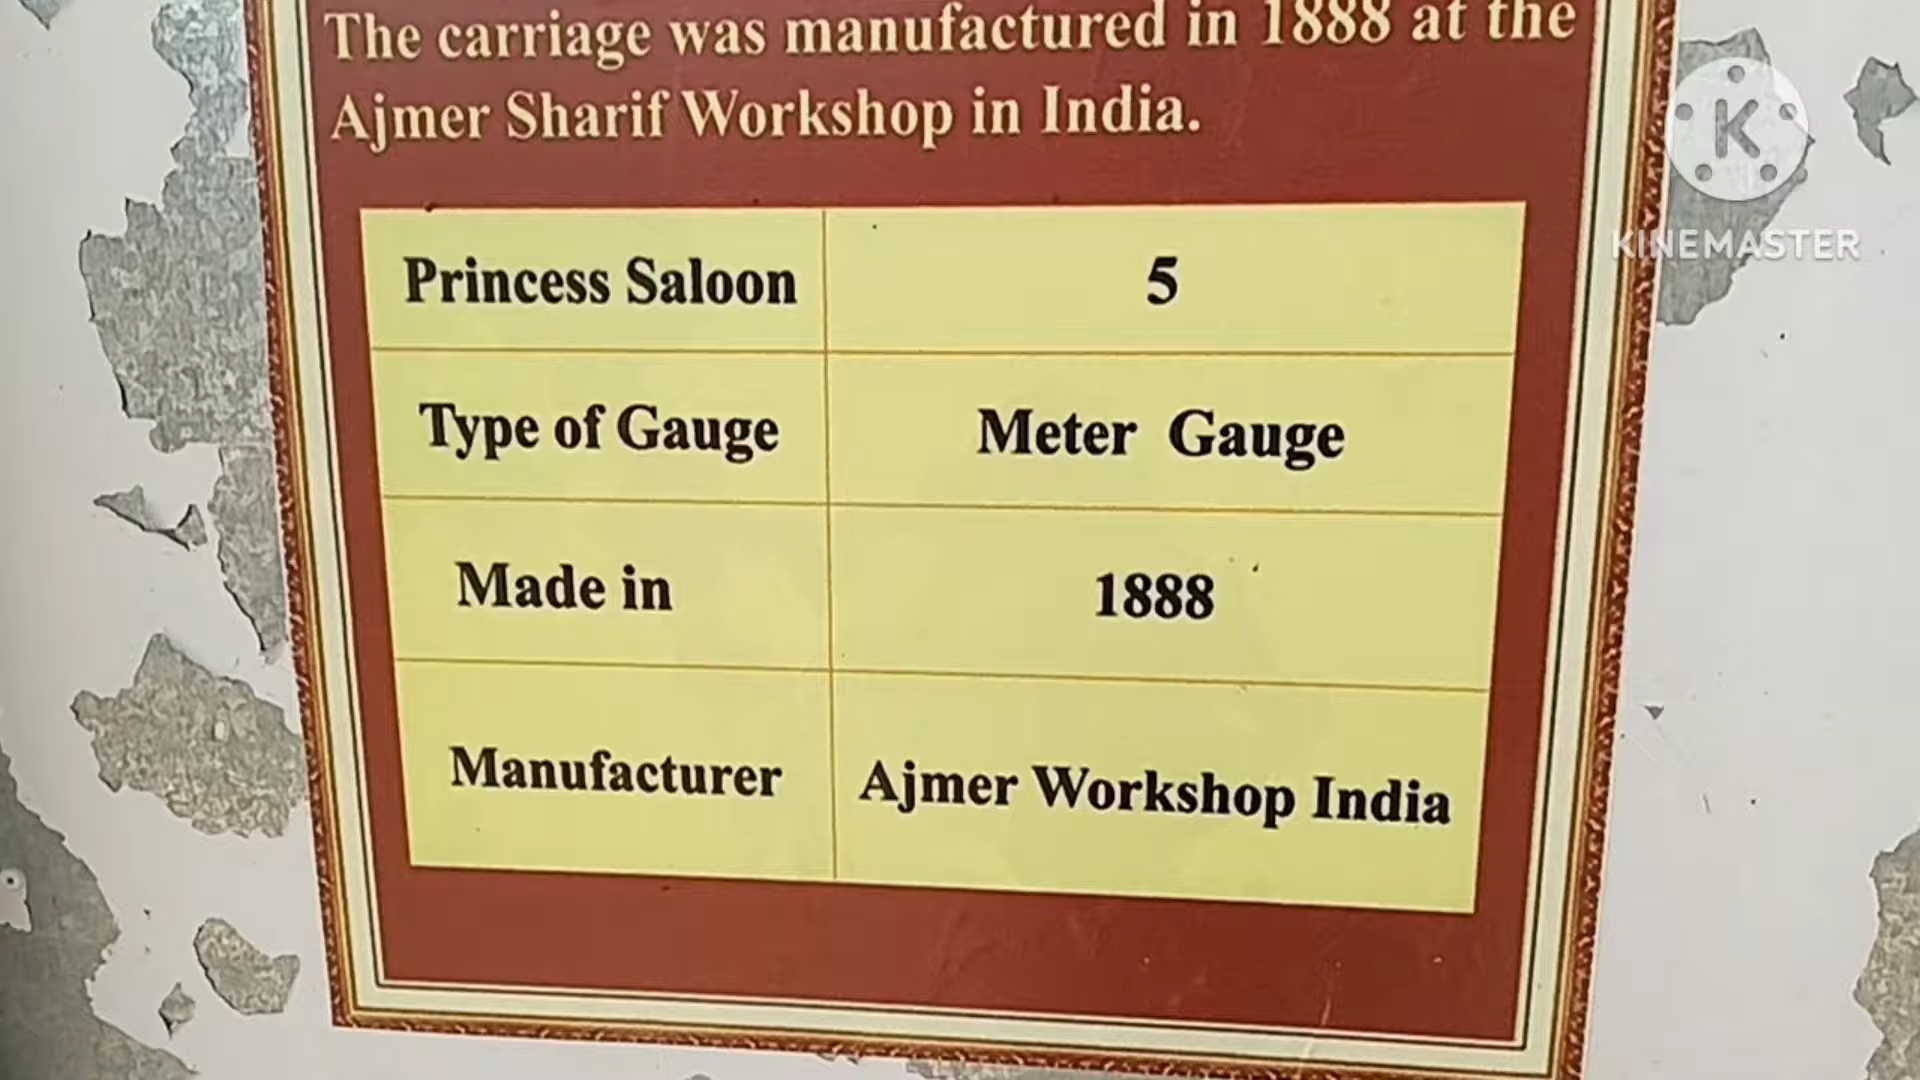 The carriage was manufactured in 1888 at the
Ajmer Sharif Workshop in India.
Princess Saloon 5
Type of Gauge Meter Gauge
Made in 1888
Manufacturer Ajmer Workshop India
K
KINEMASTER